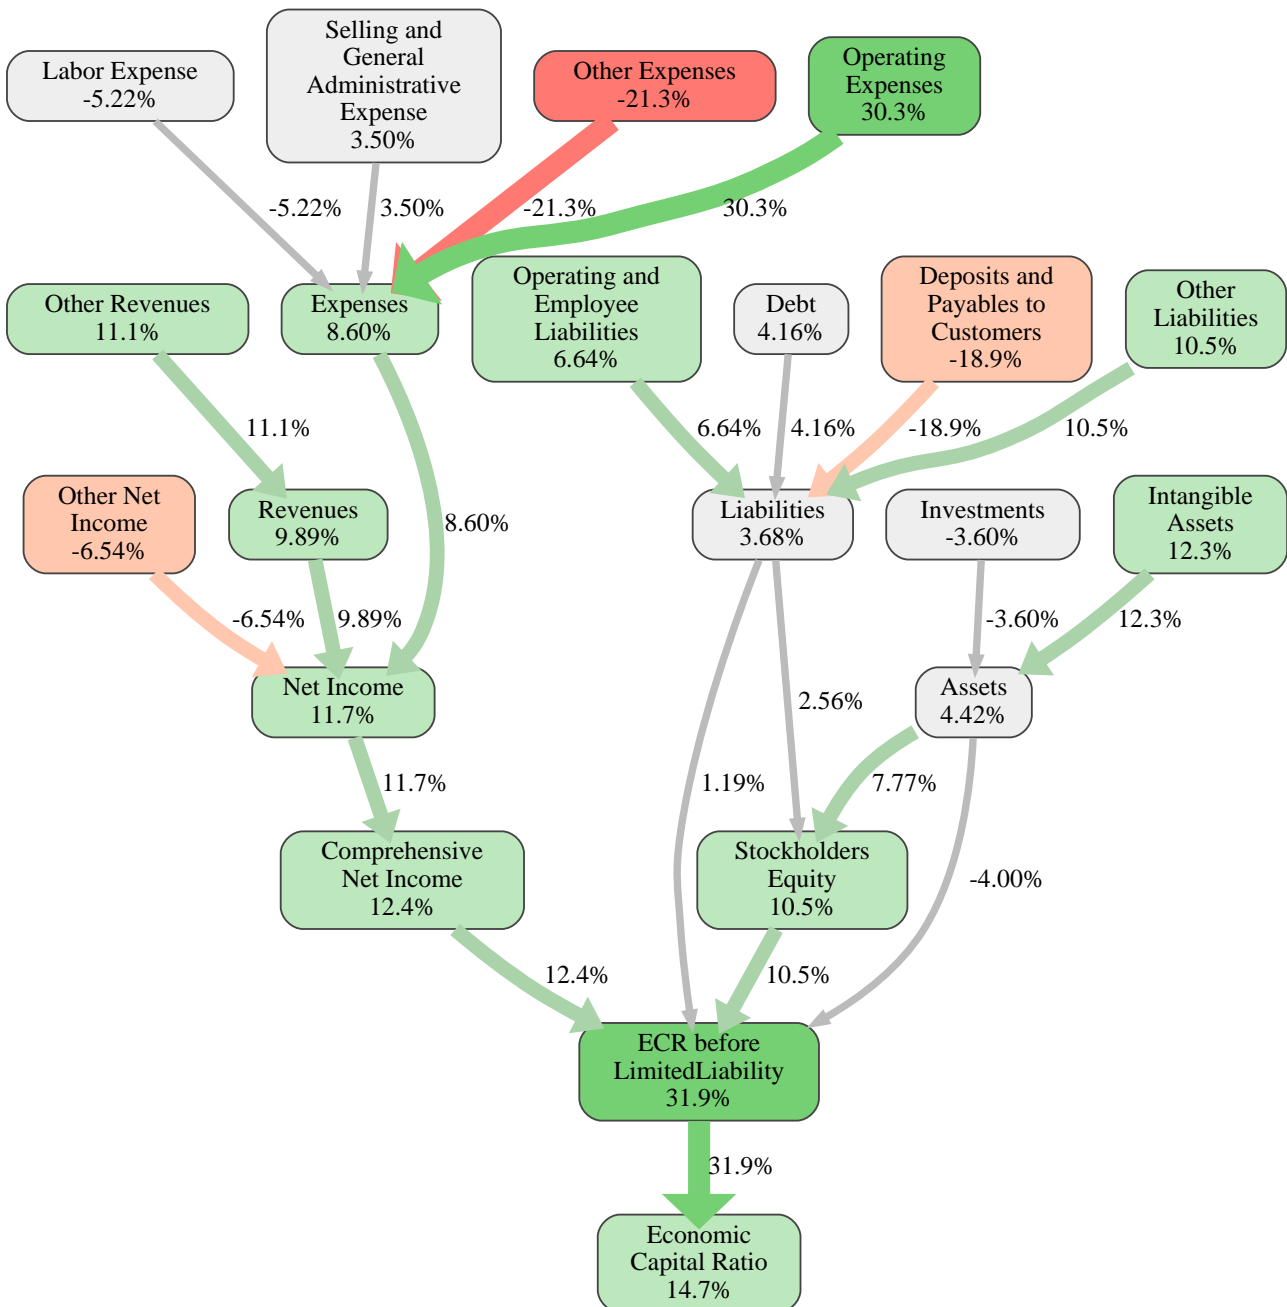 Labor Expense
-5.22%
Selling and
General
Administrative
Expense
3.50%
Other Expenses
-21.3%
Operating
Expenses
30.3%
-5.22%
3.50%
-21.3%
30.3%
Other Revenues
11.1%
Expenses
8.60%
Operating and
Employee
Liabilities
6.64%
Debt
4.16%
Deposits and
Payables to
Customers
-18.9%
Other
Liabilities
10.5%
11.1%
6.64%
4.16%
-18.9%
10.5%
Other Net
Income
-6.54%
Revenues
9.89%
8.60%
Liabilities
3.68%
Investments
-3.60%
Intangible
Assets
12.3%
-6.54%
9.89%
-3.60%
12.3%
Net Income
11.7%
2.56%
Assets
4.42%
11.7%
1.19%
7.77%
Comprehensive
Net Income
12.4%
Stockholders
Equity
10.5%
-4.00%
12.4%
10.5%
ECR before
LimitedLiability
31.9%
31.9%
Economic
Capital Ratio
14.7%